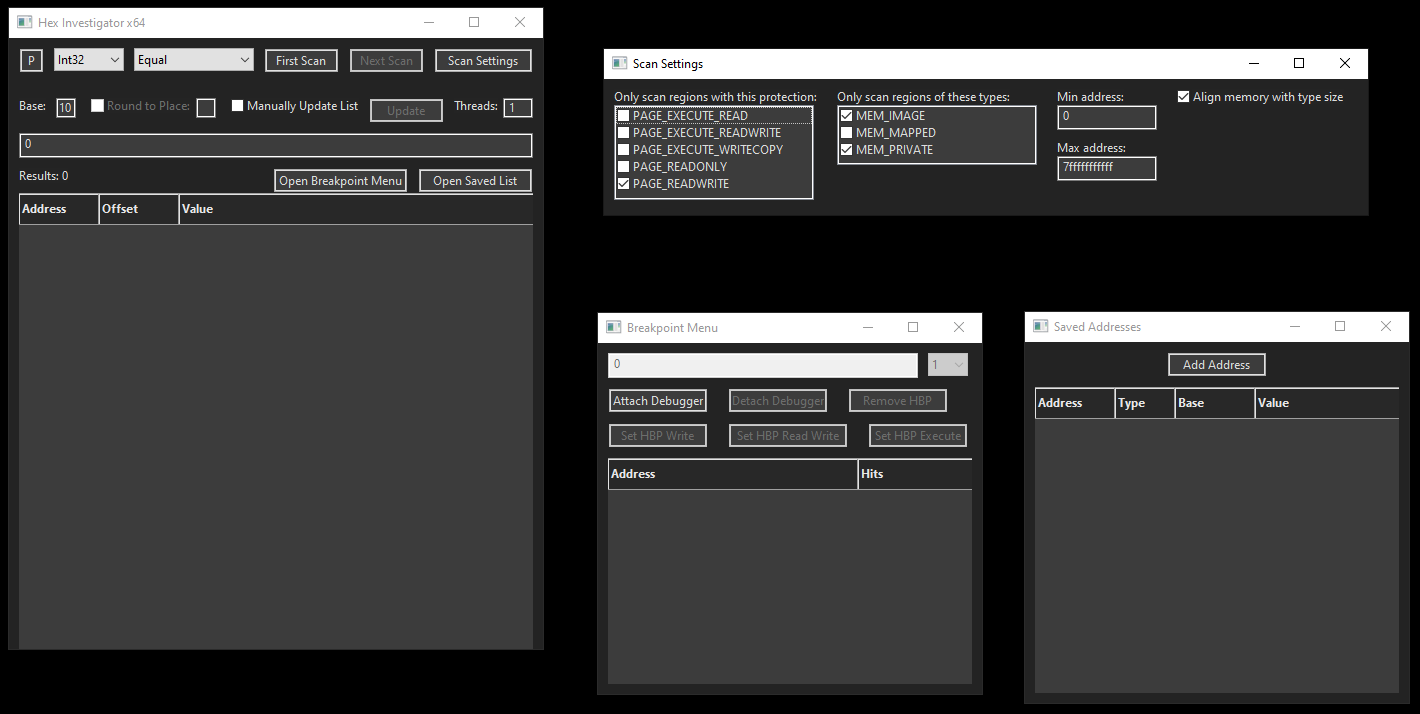 Hex Investigator x64
P Int32 Equal First Scan Next Scan Scan Settings
Base: 10 Round to Place: Manually Update List Update Threads: 1
0
Results: 0 Open Breakpoint Menu Open Saved List
Address Offset Value
Scan Settings
Only scan regions with this protection: Only scan regions of these types: Min address: Align memory with type size
PAGE_EXECUTE_READ MEM_IMAGE 0
PAGE_EXECUTE_READWRITE MEM_MAPPED
PAGE_EXECUTE_WRITECOPY MEM_PRIVATE Max address:
PAGE_READONLY 7fffffffffff
PAGE_READWRITE
Breakpoint Menu
0 1
Attach Debugger Detach Debugger Remove HBP
Set HBP Write Set HBP Read Write Set HBP Execute
Address Hits
Saved Addresses
Add Address
Address Type Base Value